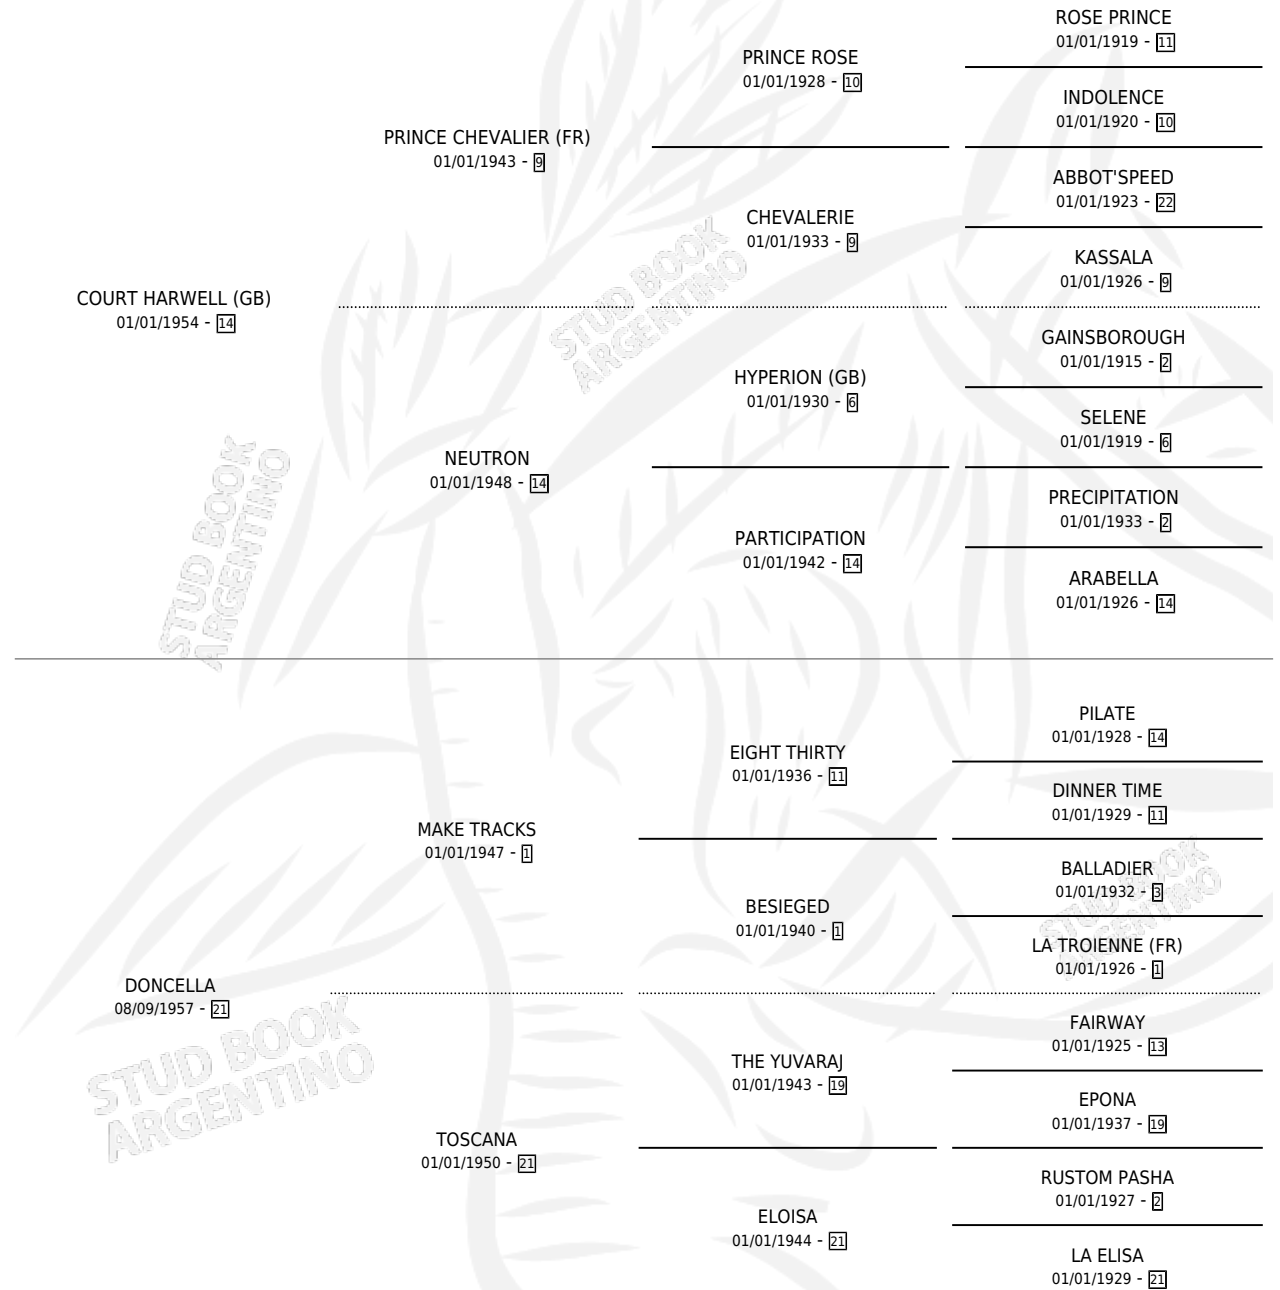 ROSE PRINCE
01/01/1919 - 11
PRINCE ROSE
01/01/1928 - 10
INDOLENCE
01/01/1920 - 10
PRINCE CHEVALIER (FR)
01/01/1943 - 9
ABBOT'SPEED
01/01/1923 - 22
CHEVALERIE
01/01/1933 - 9
KASSALA
01/01/1926 - 9
COURT HARWELL (GB)
01/01/1954 - 14
STUD BOOK
ARGENTINO
GAINSBOROUGH
01/01/1915 - 2
HYPERION (GB)
01/01/1930 - 6
SELENE
01/01/1919 - 6
NEUTRON
01/01/1948 - 14
PRECIPITATION
01/01/1933 - 2
PARTICIPATION
01/01/1942 - 14
ARABELLA
01/01/1926 - 14
STUD BOOK
ARGENTINO
PILATE
01/01/1928 - 14
EIGHT THIRTY
01/01/1936 - 11
DINNER TIME
01/01/1929 - 11
MAKE TRACKS
01/01/1947 - 1
BALLADIER
01/01/1932 - 3
BESIEGED
01/01/1940 - 1
LA TROIENNE (FR)
01/01/1926 - 1
STUD BOOK
ARGENTINO
DONCELLA
08/09/1957 - 21
FAIRWAY
01/01/1925 - 13
THE YUVARAJ
01/01/1943 - 19
EPONA
01/01/1937 - 19
STUD BOOK
ARGENTINO
TOSCANA
01/01/1950 - 21
RUSTOM PASHA
01/01/1927 - 2
ELOISA
01/01/1944 - 21
LA ELISA
01/01/1929 - 21